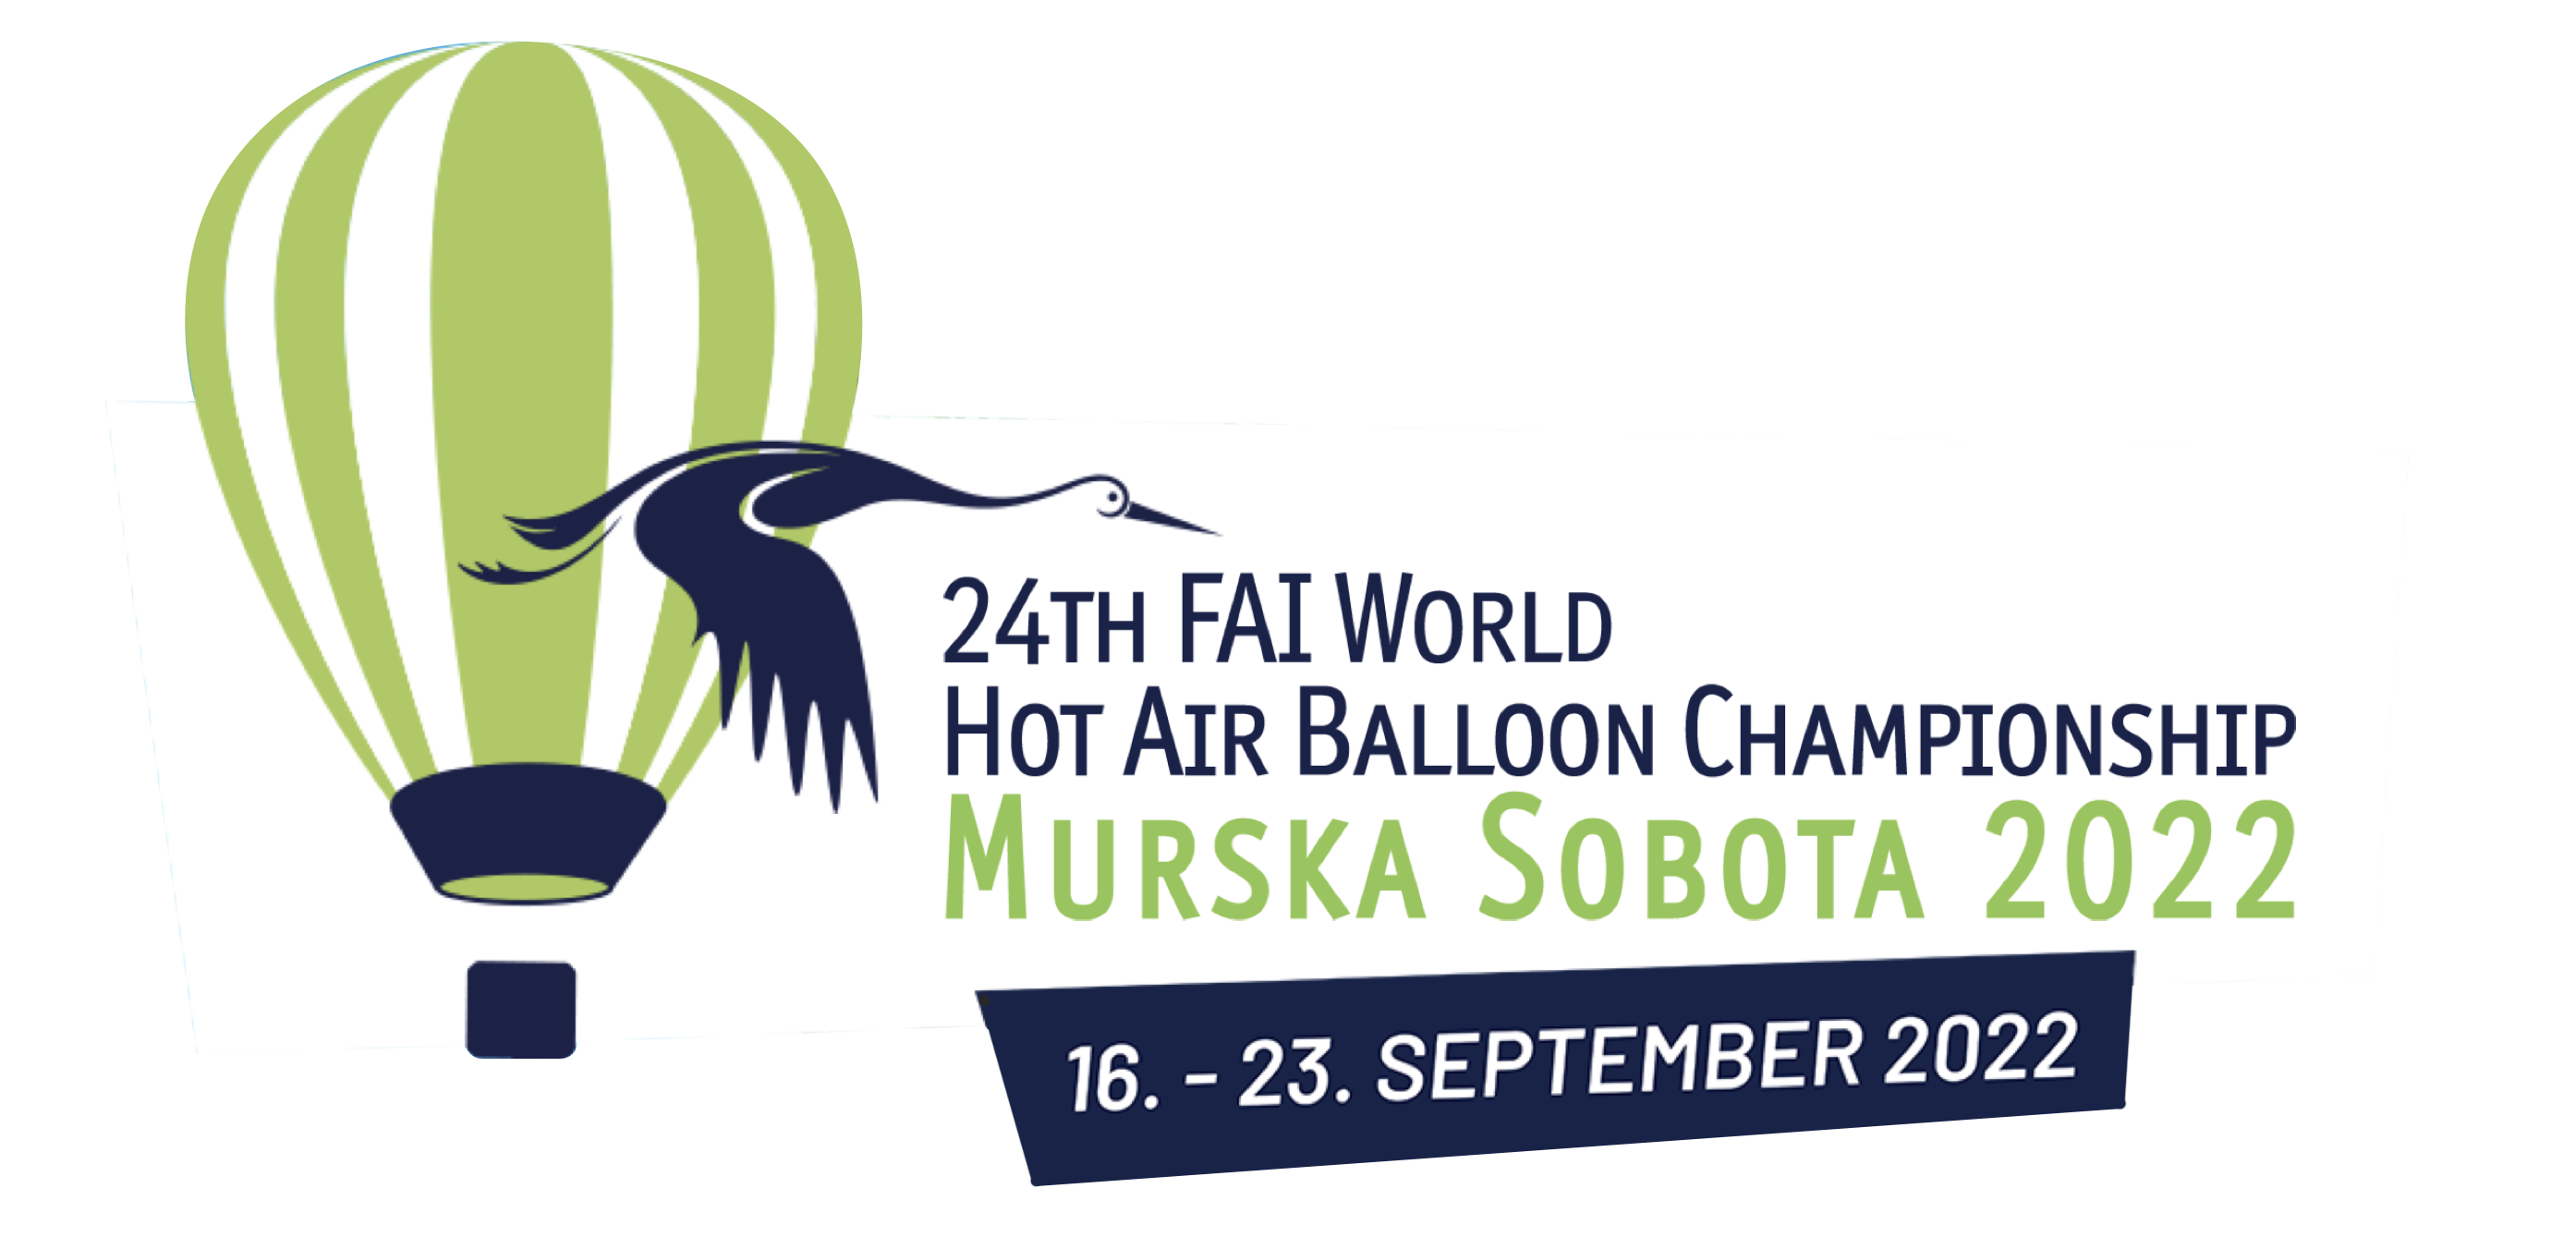 24TH FAI WORLD
HOT AIR BALLOON CHAMPIONSHIP
MURSKA SOBOTA 2022
16. - 23. SEPTEMBER 2022